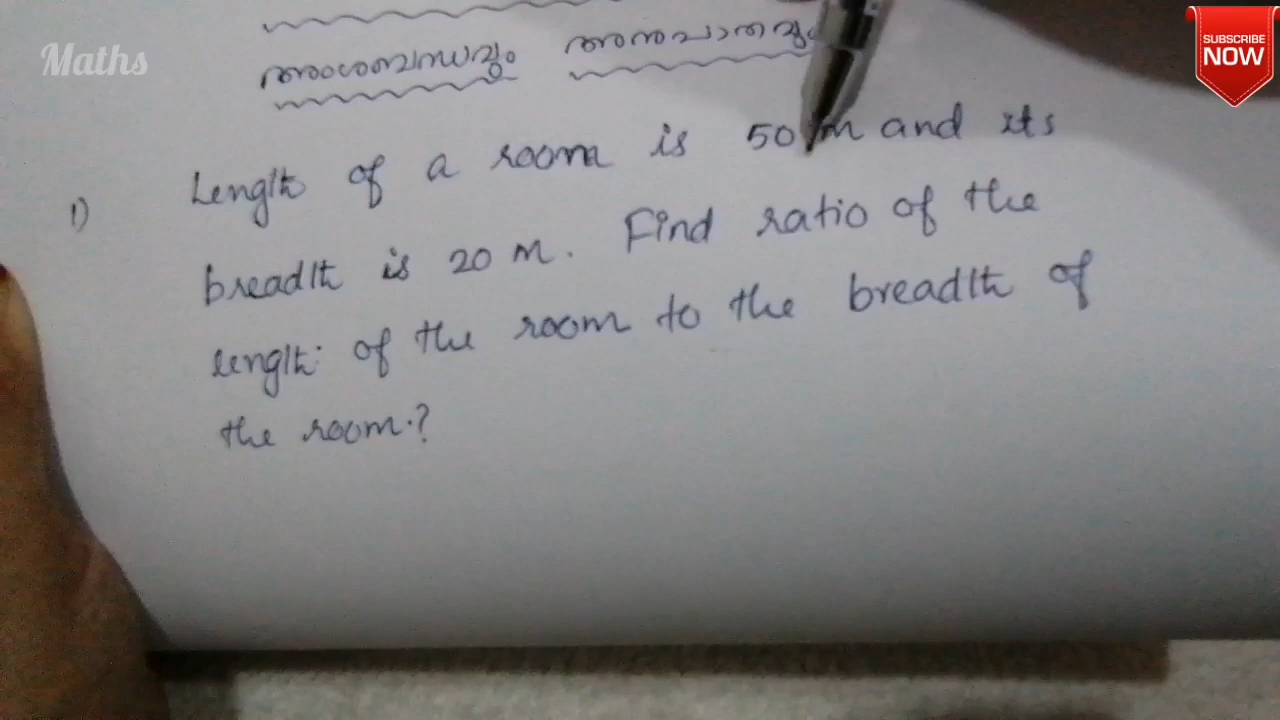 Maths
SUBSCRIBE
NOW
അംശബന്ധവും അനുപാതവും
1) Length of a room is 50 m and its
breadth is 20 m. Find ratio of the
length of the room to the breadth of
the room.?